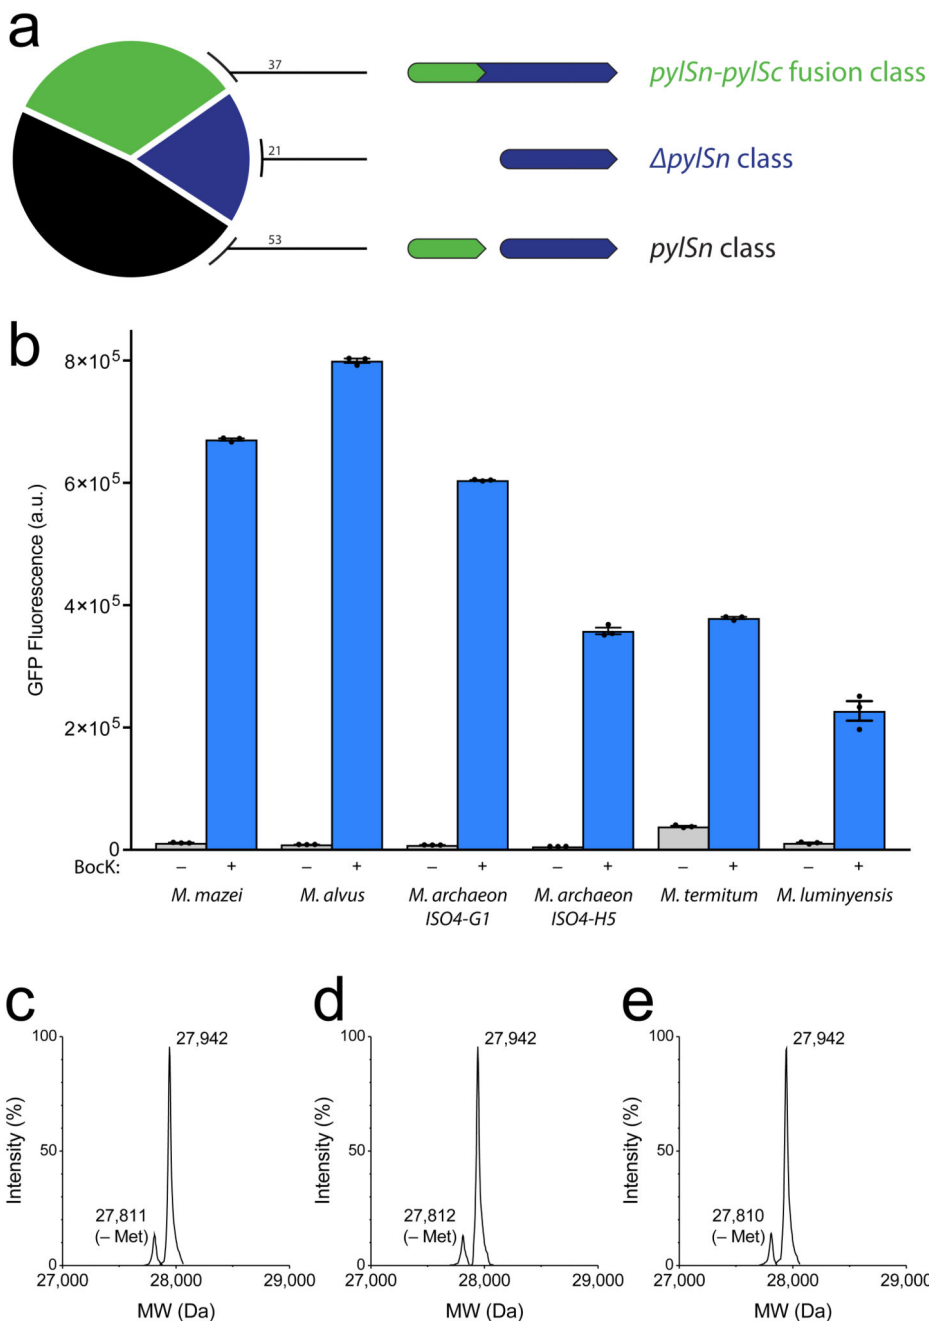 a
37
pylSn-pylSc fusion class
21
ΔpylSn class
53
pylSn class
b
GFP Fluorescence (a.u.)
8×10⁵
6×10⁵
4×10⁵
2×10⁵
0
BocK: – + – + – + – + – + – +
M. mazei M. alvus M. archaeon ISO4-G1 M. archaeon ISO4-H5 M. termitum M. luminyensis
c
Intensity (%)
100
50
0
27,942
27,811
(– Met)
27,000 28,000 29,000
MW (Da)
d
Intensity (%)
100
50
0
27,942
27,812
(– Met)
27,000 28,000 29,000
MW (Da)
e
Intensity (%)
100
50
0
27,942
27,810
(– Met)
27,000 28,000 29,000
MW (Da)